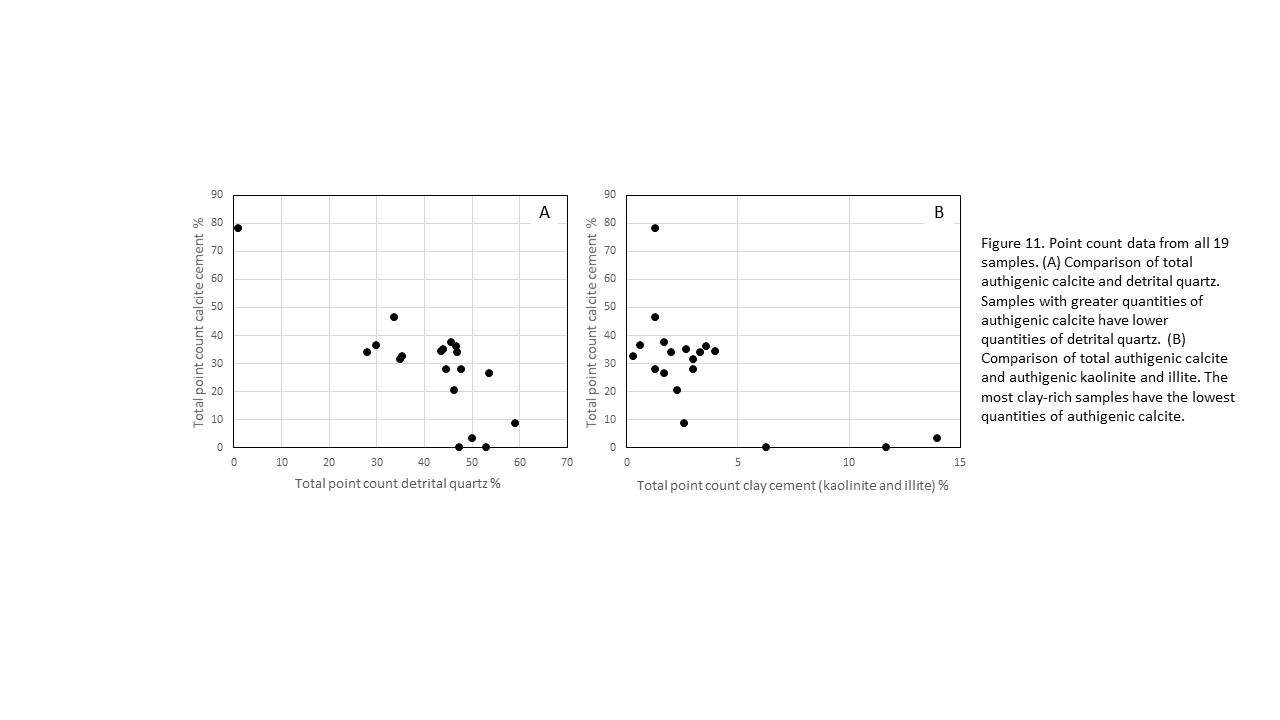 90
80
70
60
50
40
30
20
10
0
Total point count calcite cement %
A
0 10 20 30 40 50 60 70
Total point count detrital quartz %
90
80
70
60
50
40
30
20
10
0
Total point count calcite cement %
B
0 5 10 15
Total point count clay cement (kaolinite and illite) %
Figure 11. Point count data from all 19
samples. (A) Comparison of total
authigenic calcite and detrital quartz.
Samples with greater quantities of
authigenic calcite have lower
quantities of detrital quartz. (B)
Comparison of total authigenic calcite
and authigenic kaolinite and illite. The
most clay-rich samples have the lowest
quantities of authigenic calcite.